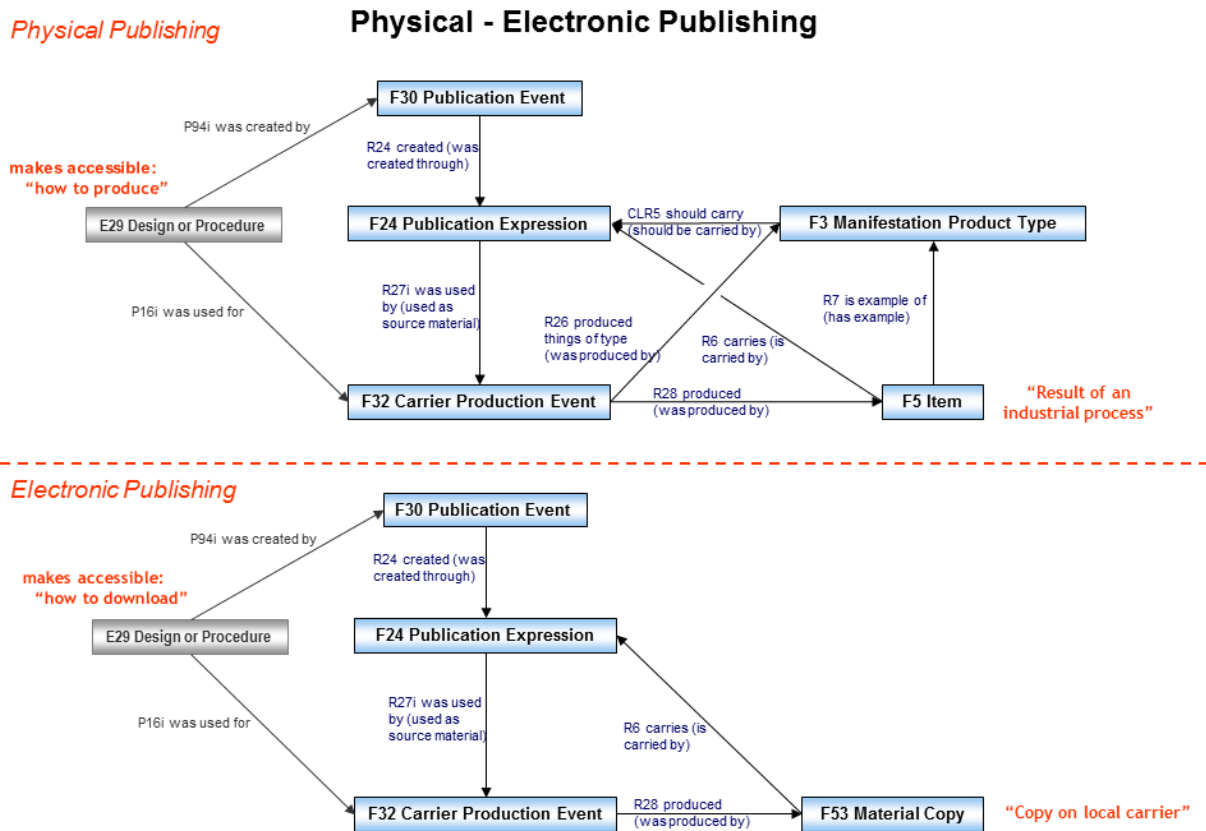 Physical - Electronic Publishing
Physical Publishing
F30 Publication Event
P94i was created by
R24 created (was
created through)
makes accessible:
"how to produce"
E29 Design or Procedure
F24 Publication Expression
CLR5 should carry
(should be carried by)
F3 Manifestation Product Type
P16i was used for
R27i was used
by (used as
source material)
R26 produced
things of type
(was produced by)
R6 carries (is
carried by)
R7 is example of
(has example)
F32 Carrier Production Event
R28 produced
(was produced by)
F5 Item
"Result of an
industrial process"
Electronic Publishing
F30 Publication Event
P94i was created by
R24 created (was
created through)
makes accessible:
"how to download"
E29 Design or Procedure
F24 Publication Expression
P16i was used for
R27i was used
by (used as
source material)
R6 carries (is
carried by)
F32 Carrier Production Event
R28 produced
(was produced by)
F53 Material Copy
"Copy on local carrier"